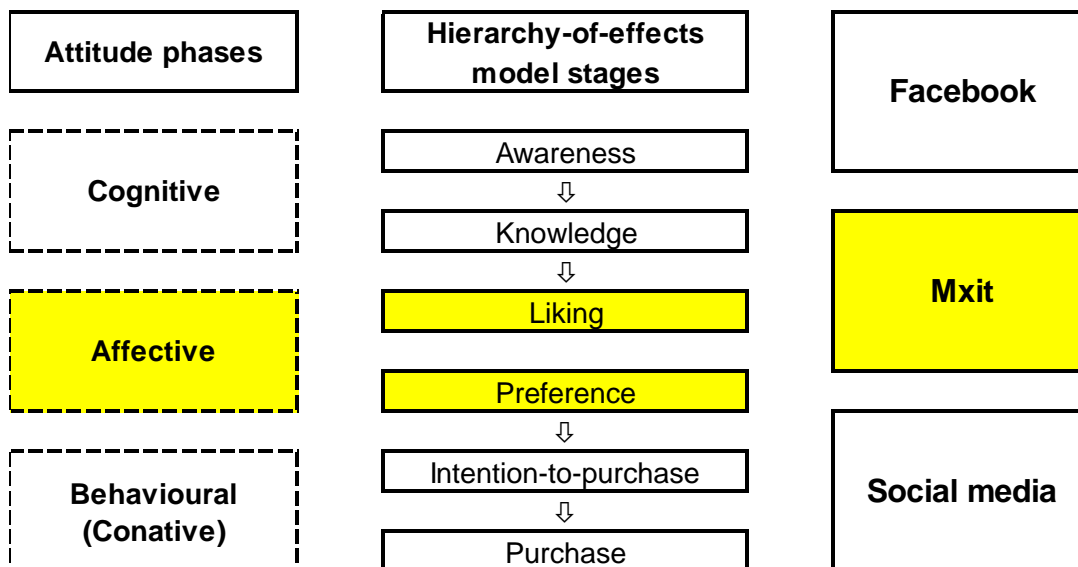 Attitude phases
Hierarchy-of-effects
model stages
Facebook
Cognitive
Awareness
⇩
Knowledge
⇩
Liking
Mxit
Affective
Preference
⇩
Intention-to-purchase
⇩
Purchase
Behavioural
(Conative)
Social media